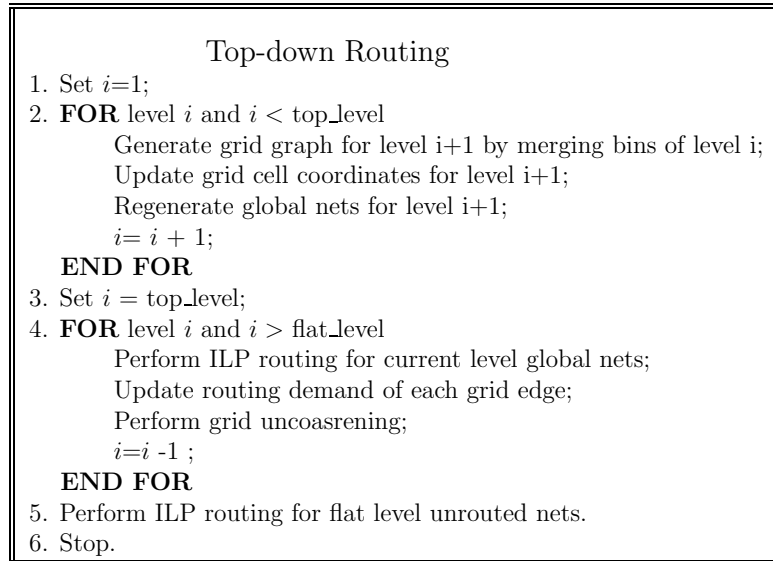 Top-down Routing
1. Set i=1;
2. FOR level i and i < top_level
Generate grid graph for level i+1 by merging bins of level i;
Update grid cell coordinates for level i+1;
Regenerate global nets for level i+1;
i= i + 1;
END FOR
3. Set i = top_level;
4. FOR level i and i > flat_level
Perform ILP routing for current level global nets;
Update routing demand of each grid edge;
Perform grid uncoasrening;
i=i -1 ;
END FOR
5. Perform ILP routing for flat level unrouted nets.
6. Stop.